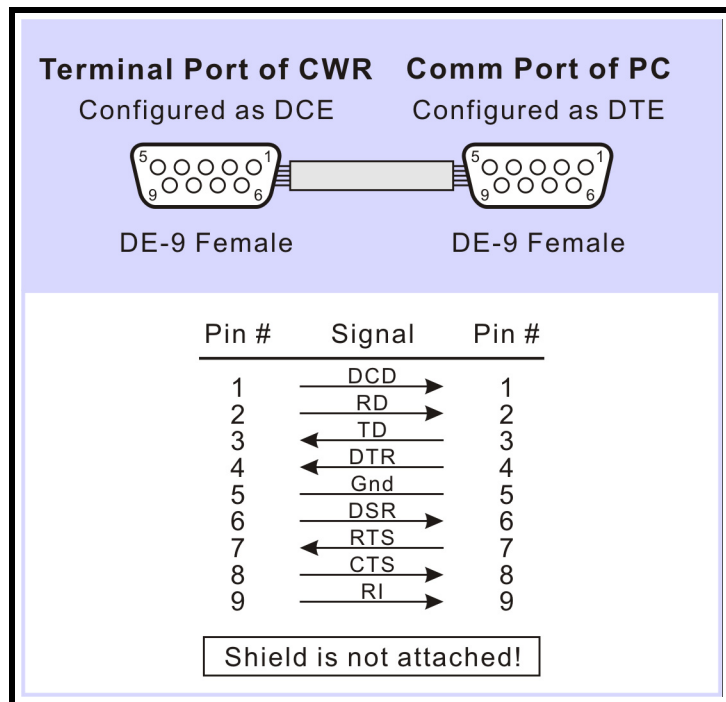 Terminal Port of CWR Comm Port of PC
Configured as DCE Configured as DTE
5 1 5 1
9 6 9 6
DE-9 Female DE-9 Female
Pin # Signal Pin #
1 DCD 1
2 RD 2
3 TD 3
4 DTR 4
5 Gnd 5
6 DSR 6
7 RTS 7
8 CTS 8
9 RI 9
Shield is not attached!